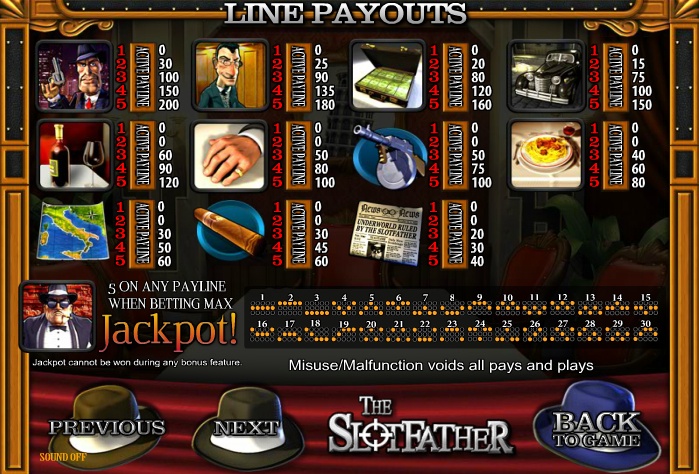 LINE PAYOUTS
1 2 3 4 5 ACTIVE PAYLINE 0 30 100 150 200
1 2 3 4 5 ACTIVE PAYLINE 0 25 90 135 180
1 2 3 4 5 ACTIVE PAYLINE 0 20 80 120 160
1 2 3 4 5 ACTIVE PAYLINE 0 15 75 100 150
1 2 3 4 5 ACTIVE PAYLINE 0 0 60 90 120
1 2 3 4 5 ACTIVE PAYLINE 0 0 50 80 100
1 2 3 4 5 ACTIVE PAYLINE 0 0 50 75 100
1 2 3 4 5 ACTIVE PAYLINE 0 0 40 60 80
1 2 3 4 5 ACTIVE PAYLINE 0 0 30 50 60
1 2 3 4 5 ACTIVE PAYLINE 0 0 30 45 60
NEWS NEWS
UNDERWORLD RULED
BY THE SLOTFATHER
1 2 3 4 5 ACTIVE PAYLINE 0 0 20 30 40
5 ON ANY PAYLINE
WHEN BETTING MAX
Jackpot!
Jackpot cannot be won during any bonus feature.
1 2 3 4 5 6 7 8 9 10 11 12 13 14 15
16 17 18 19 20 21 22 23 24 25 26 27 28 29 30
Misuse/Malfunction voids all pays and plays
PREVIOUS
NEXT
THE
SLOTFATHER
BACK
TO GAME
SOUND OFF